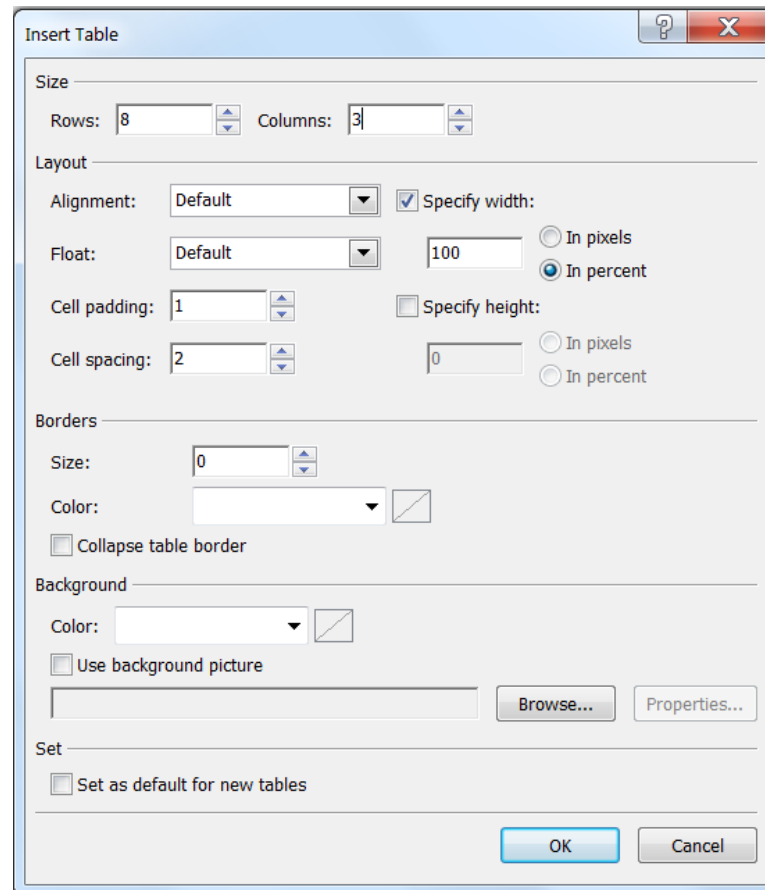 Insert Table
Size
Rows: 8 Columns: 3
Layout
Alignment: Default Specify width:
Float: Default 100 In pixels
In percent
Cell padding: 1 Specify height:
Cell spacing: 2 0 In pixels
In percent
Borders
Size: 0
Color:
Collapse table border
Background
Color:
Use background picture
Browse... Properties...
Set
Set as default for new tables
OK Cancel